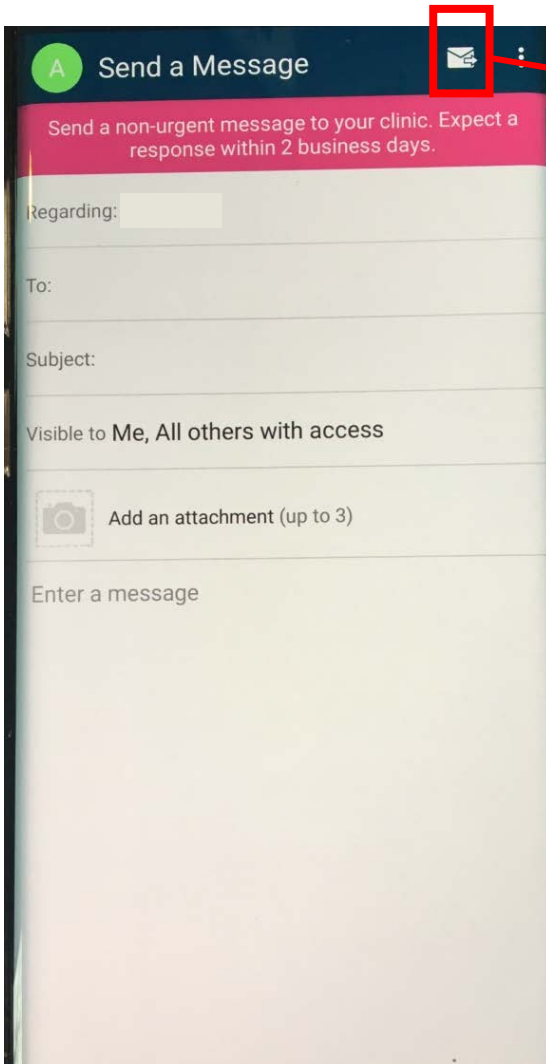 A Send a Message
Send a non-urgent message to your clinic. Expect a
response within 2 business days.
Regarding:
To:
Subject:
Visible to Me, All others with access
Add an attachment (up to 3)
Enter a message